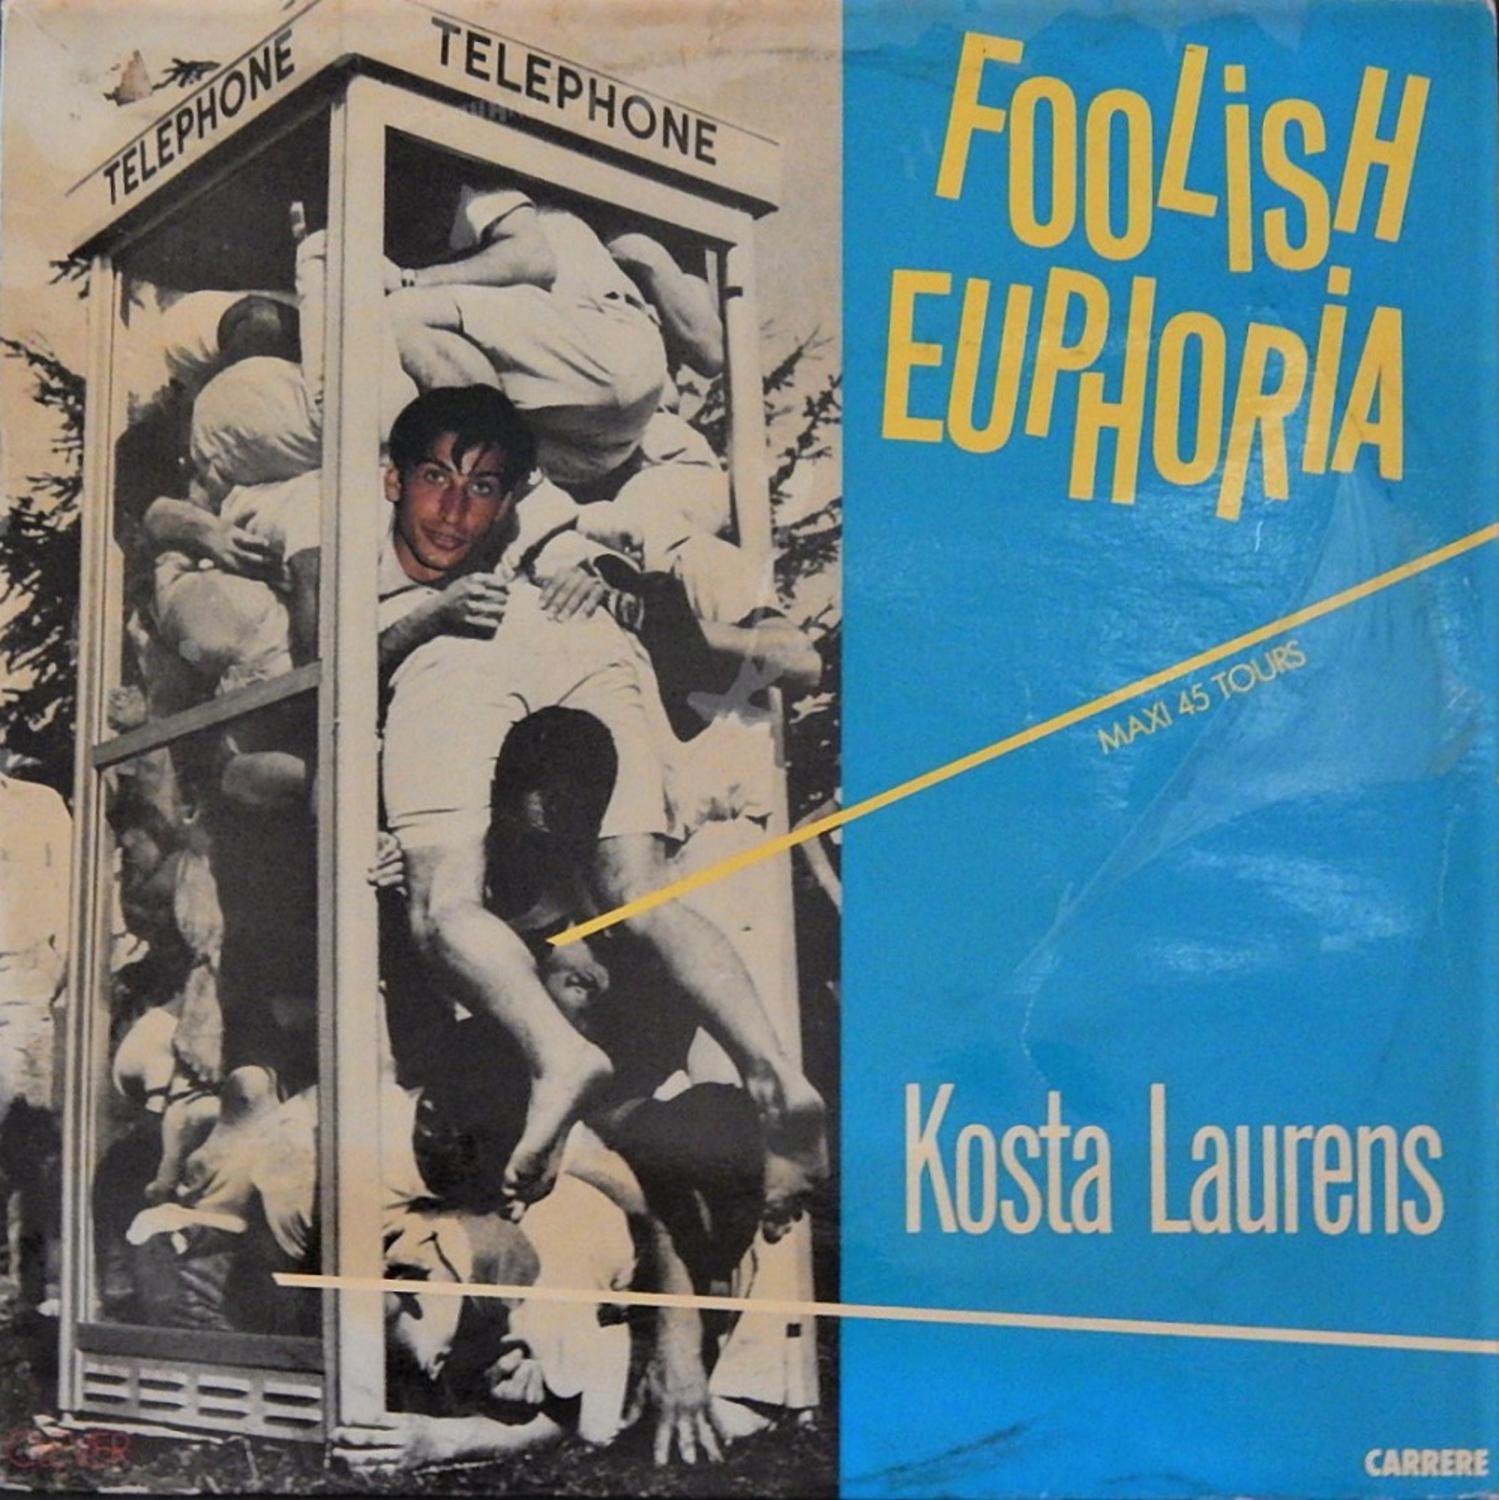 TELEPHONE
TELEPHONE
FOOLiSH
EUPHORiA
MAXI 45 TOURS
Kosta Laurens
CARRERE